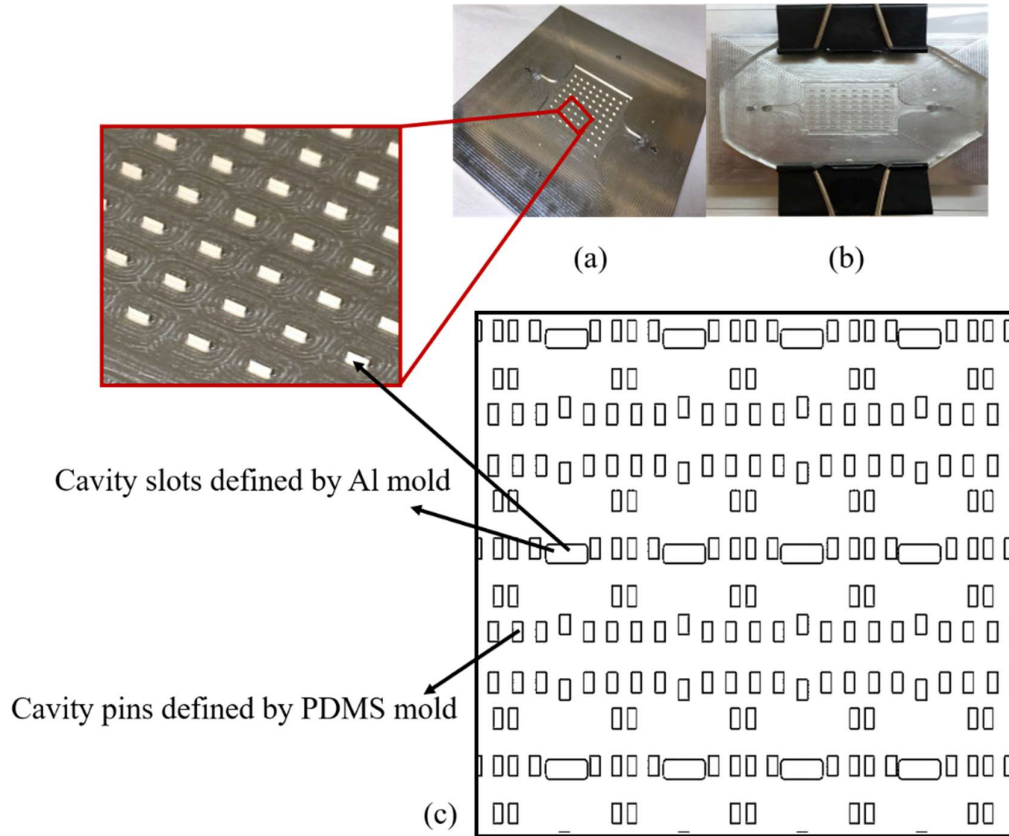 (a)
(b)
Cavity slots defined by Al mold
Cavity pins defined by PDMS mold
(c)